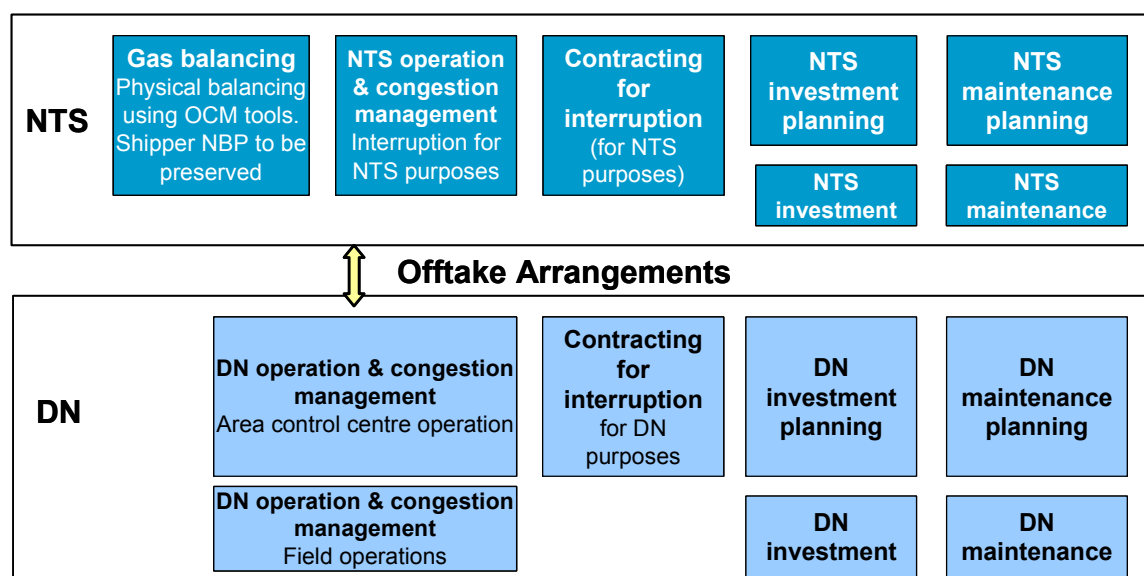 NTS
Gas balancing
Physical balancing
using OCM tools.
Shipper NBP to be
preserved
NTS operation
& congestion
management
Interruption for
NTS purposes
Contracting
for
interruption
(for NTS
purposes)
NTS
investment
planning
NTS
maintenance
planning
NTS
investment
NTS
maintenance
Offtake Arrangements
DN
DN operation & congestion
management
Area control centre operation
Contracting
for
interruption
for DN
purposes
DN
investment
planning
DN
maintenance
planning
DN operation & congestion
management
Field operations
DN
investment
DN
maintenance